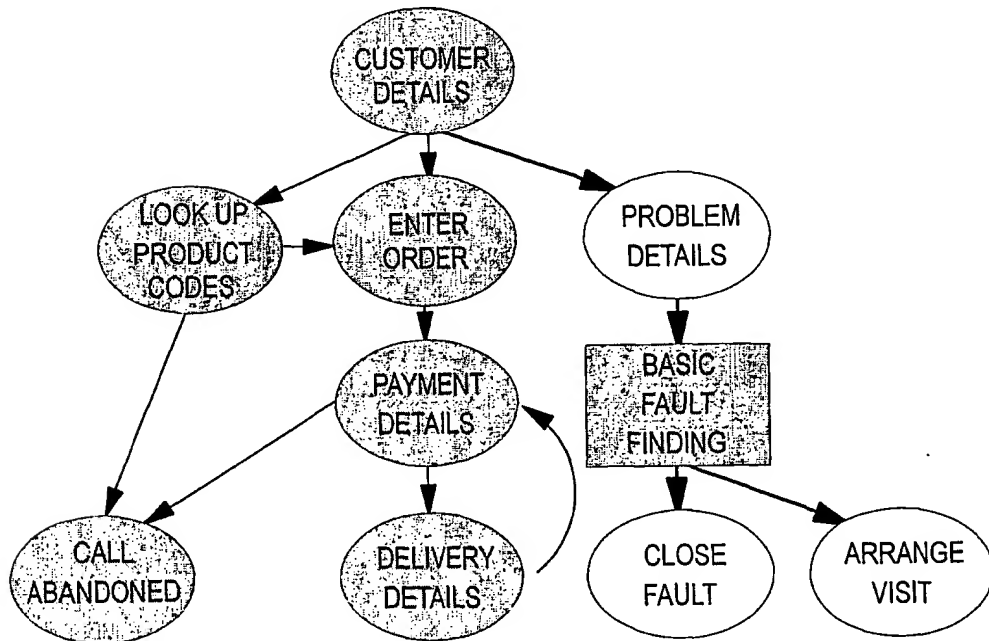 CUSTOMER
DETAILS
LOOK UP
PRODUCT
CODES
ENTER
ORDER
PROBLEM
DETAILS
PAYMENT
DETAILS
BASIC
FAULT
FINDING
CALL
ABANDONED
DELIVERY
DETAILS
CLOSE
FAULT
ARRANGE
VISIT